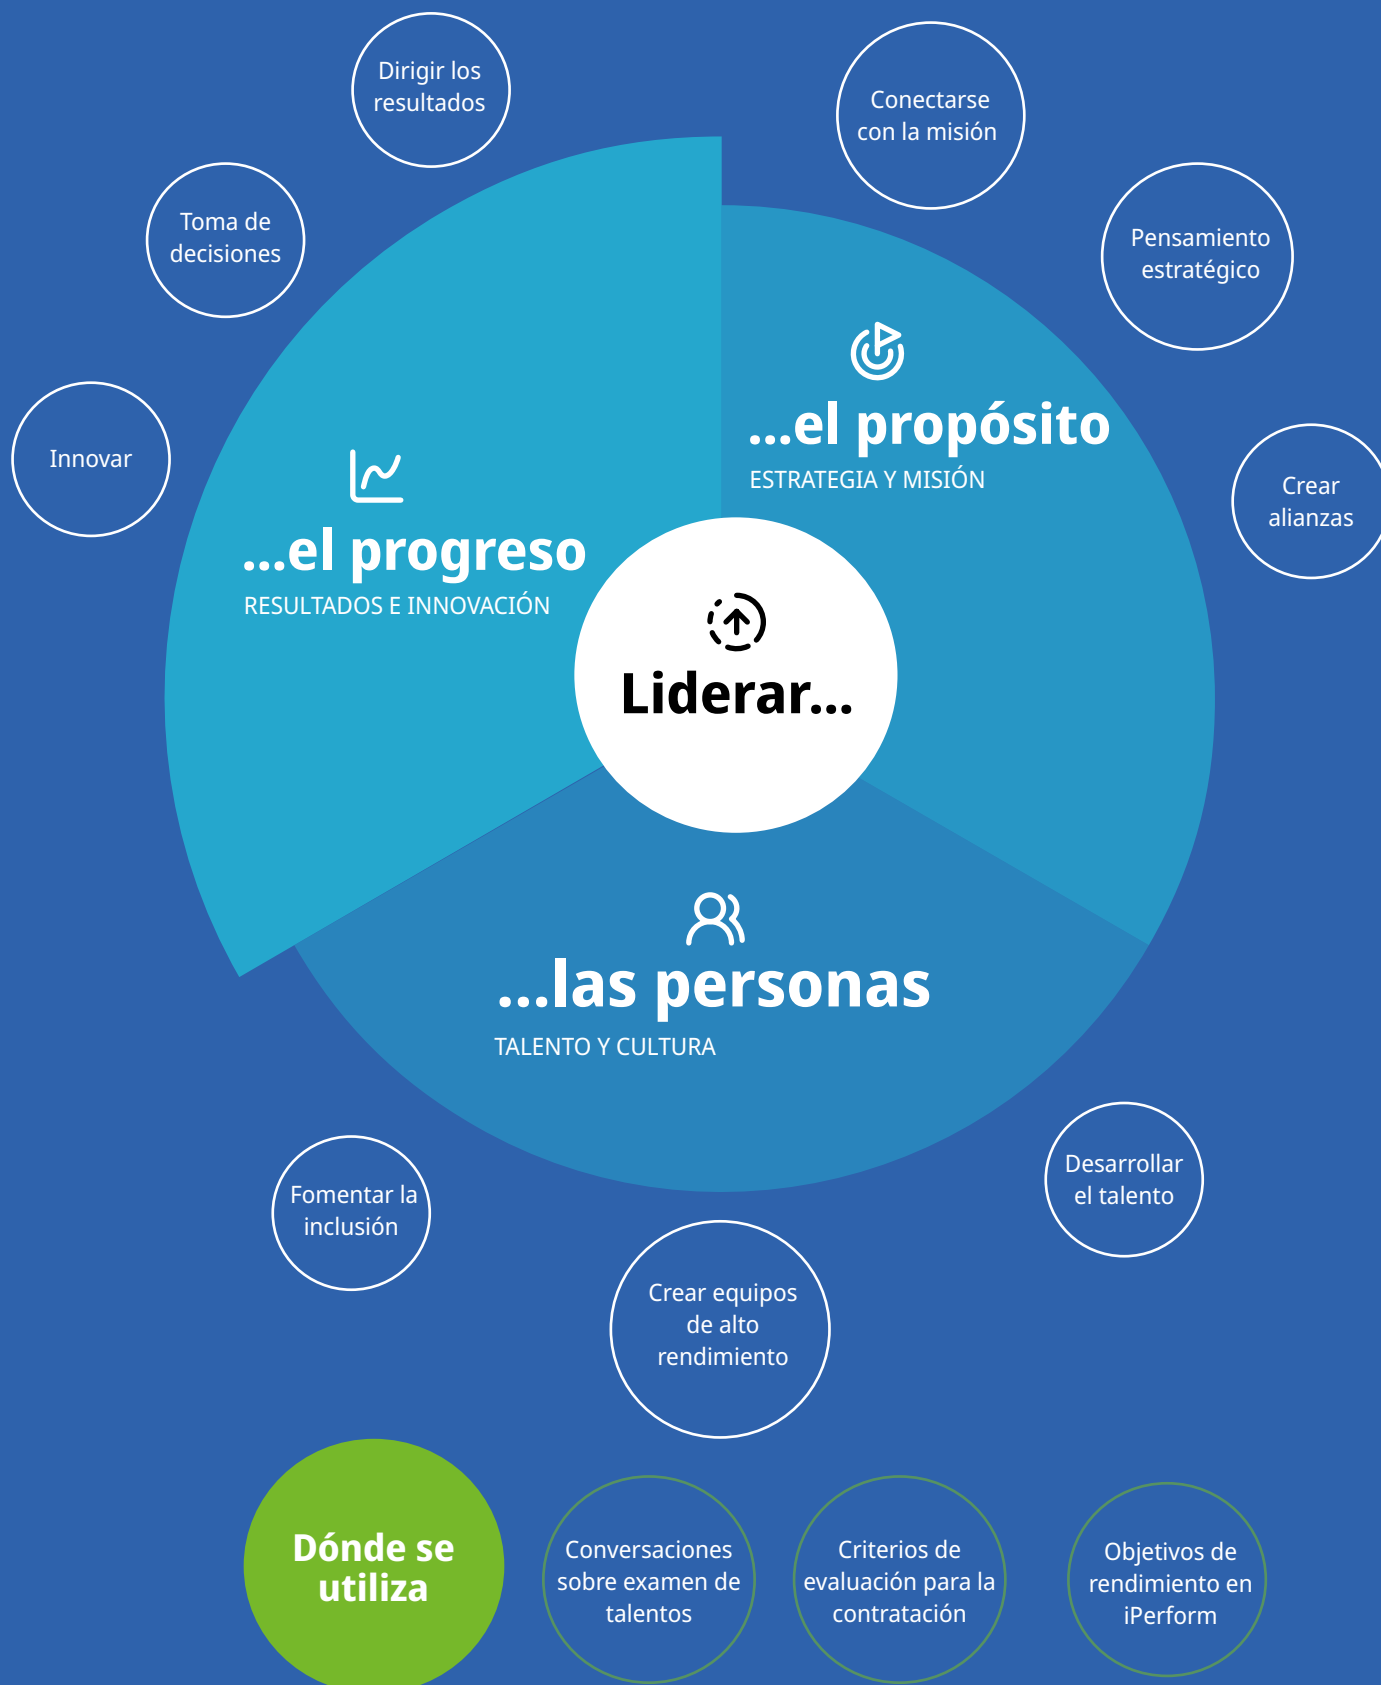 Dirigir los
resultados
Conectarse
con la misión
Toma de
decisiones
Pensamiento
estratégico
Innovar
Crear
alianzas
...el propósito
ESTRATEGIA Y MISIÓN
...el progreso
RESULTADOS E INNOVACIÓN
Liderar...
...las personas
TALENTO Y CULTURA
Fomentar la
inclusión
Desarrollar
el talento
Crear equipos
de alto
rendimiento
Dónde se
utiliza
Conversaciones
sobre examen de
talentos
Criterios de
evaluación para la
contratación
Objetivos de
rendimiento en
iPerform